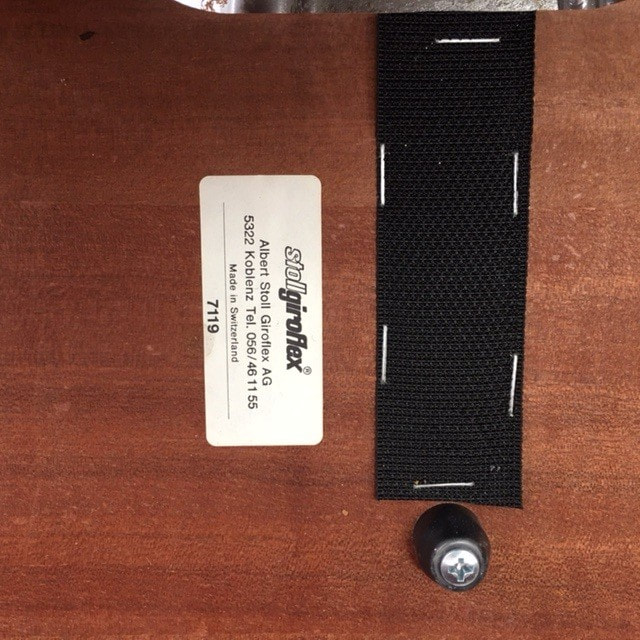 stollgiroflex®
Albert Stoll Giroflex AG
5322 Koblenz Tel. 056/46 11 55
Made in Switzerland
7119